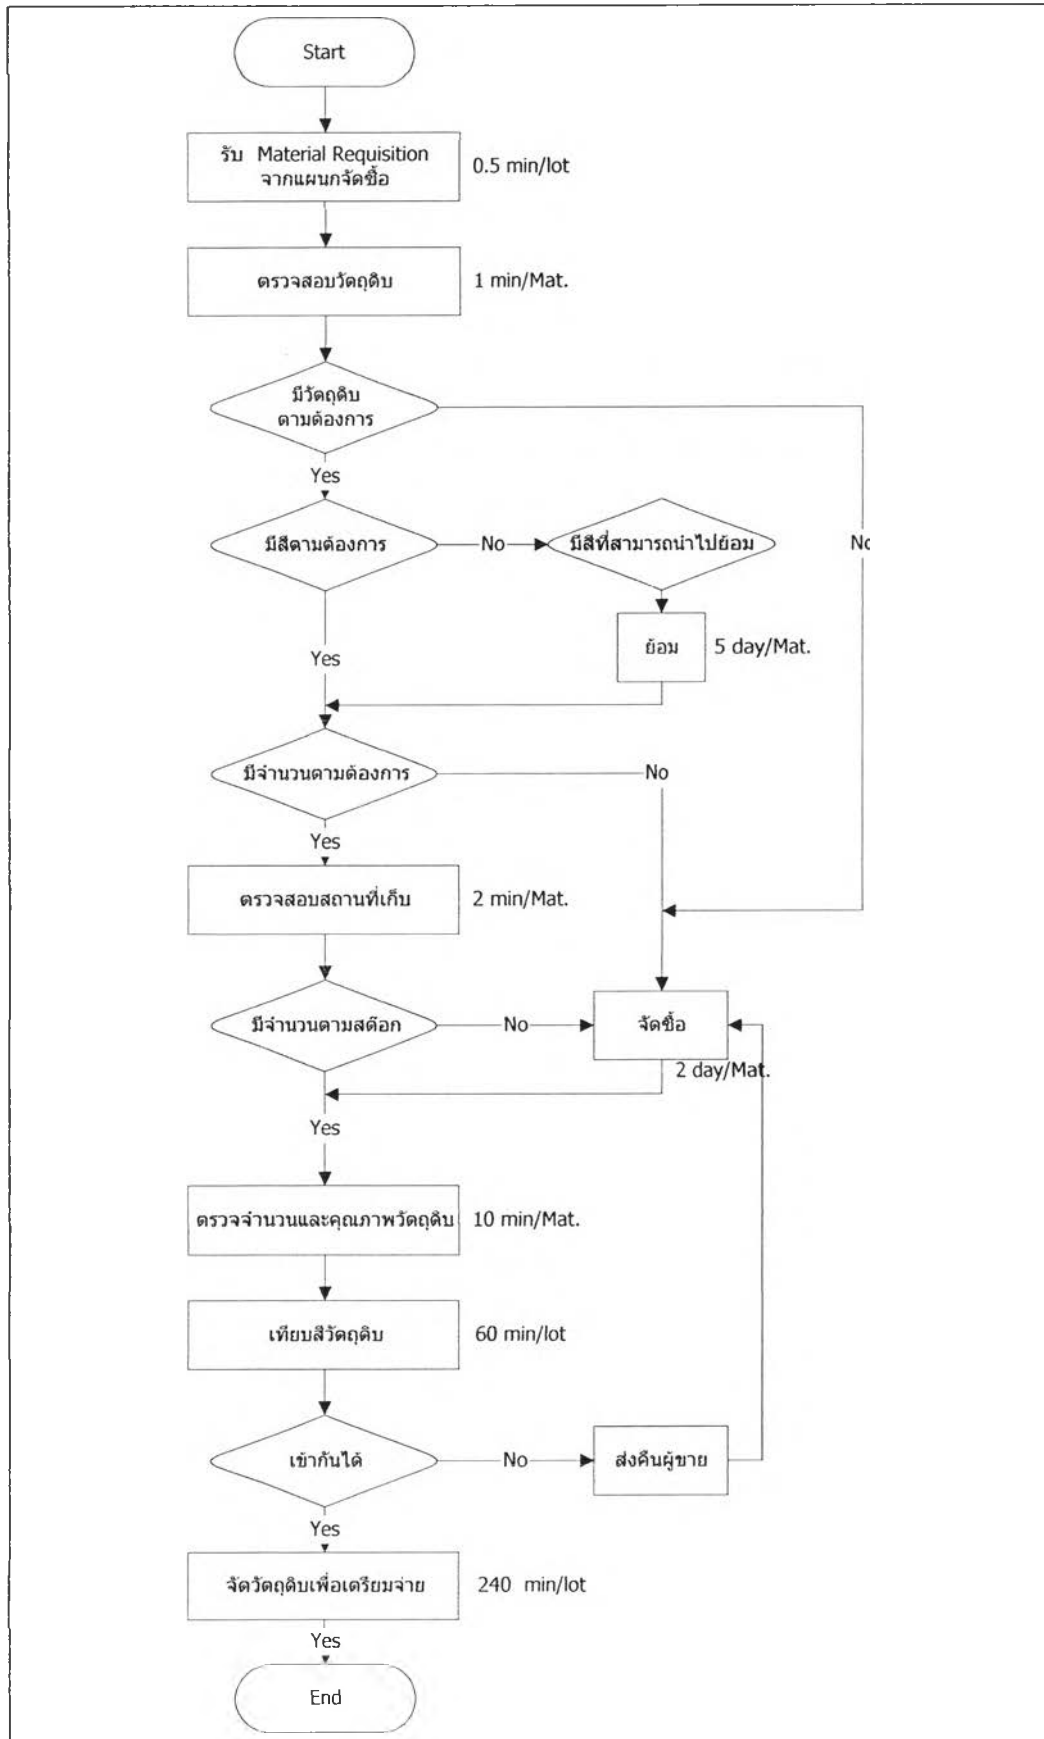 Start
รับ Material Requisition
จากแผนกจัดซื้อ
0.5 min/lot
ตรวจสอบวัตถุดิบ
1 min/Mat.
มีวัตถุดิบ
ตามต้องการ
Yes
มีสีตามต้องการ
No
มีสีที่สามารถนำไปย้อม
No
Yes
ย้อม
5 day/Mat.
มีจำนวนตามต้องการ
No
Yes
ตรวจสอบสถานที่เก็บ
2 min/Mat.
มีจำนวนตามสต๊อก
No
จัดซื้อ
2 day/Mat.
Yes
ตรวจจำนวนและคุณภาพวัตถุดิบ
10 min/Mat.
เทียบสีวัตถุดิบ
60 min/lot
เข้ากันได้
No
ส่งคืนผู้ขาย
Yes
จัดวัตถุดิบเพื่อเตรียมจ่าย
240 min/lot
Yes
End